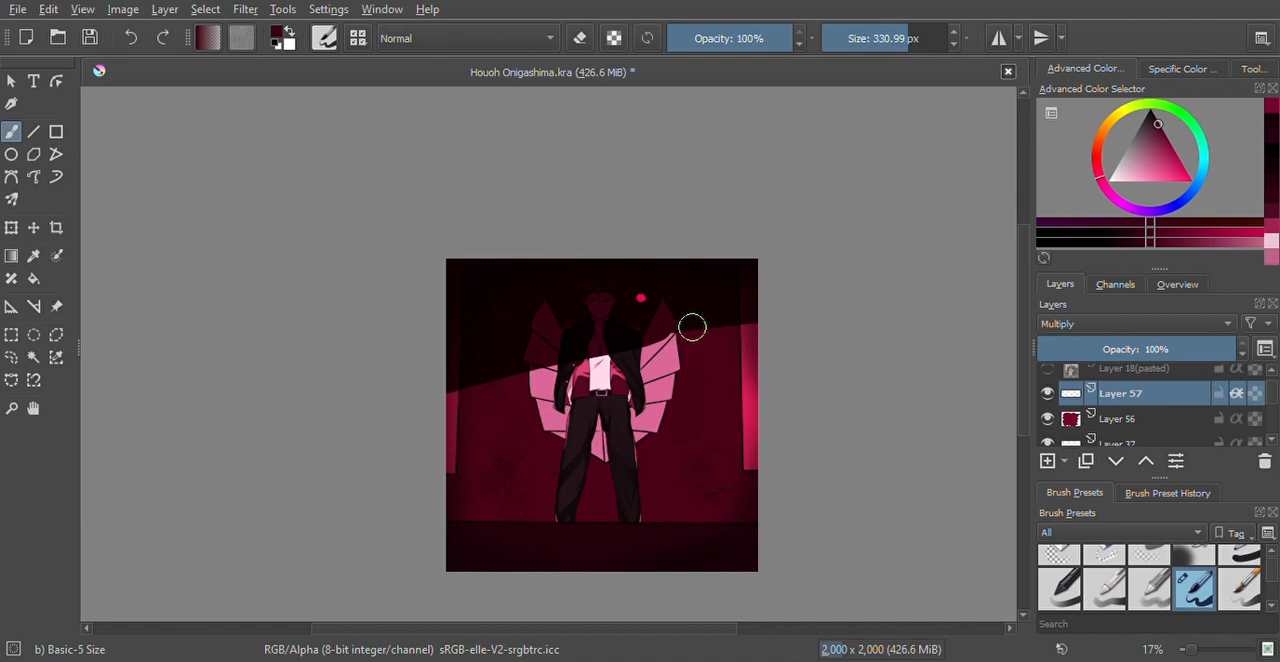 File Edit View Image Layer Select Filter Tools Settings Window Help
Normal Opacity: 100% Size: 330.99 px
Houoh Onigashima.kra (426.6 MiB) *
Advanced Color... Specific Color ... Tool...
Advanced Color Selector
Layers Channels Overview
Layers
Multiply
Opacity: 100%
Layer 18(pasted)
Layer 57
Layer 56
Layer 37
Brush Presets Brush Preset History
Brush Presets
All Tag
Search
b) Basic-5 Size RGB/Alpha (8-bit integer/channel) sRGB-elle-V2-srgbtrc.icc 2,000 x 2,000 (426.6 MiB) 17%